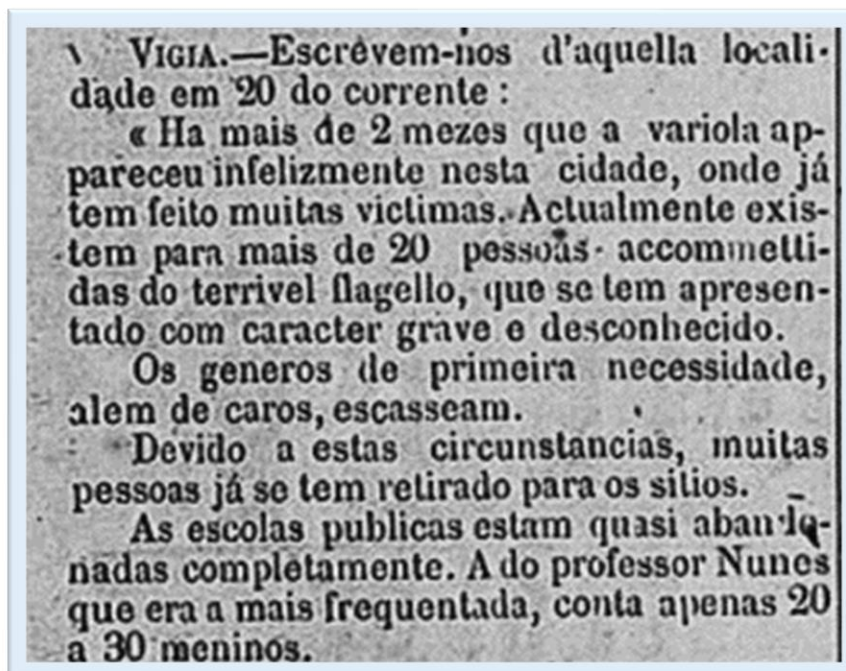 VIGIA.—Escrevem-nos d'aquella locali-
dade em 20 do corrente :
« Ha mais de 2 mezes que a variola ap-
pareceu infelizmente nesta cidade, onde já
tem feito muitas victimas. Actualmente exis-
tem para mais de 20 pessoas accommetti-
das do terrivel flagello, que se tem apresen-
tado com caracter grave e desconhecido.
Os generos de primeira necessidade,
alem de caros, escasseam.
Devido a estas circunstancias, muitas
pessoas já se tem retirado para os sitios.
As escolas publicas estam quasi abando-
nadas completamente. A do professor Nunes
que era a mais frequentada, conta apenas 20
a 30 meninos.